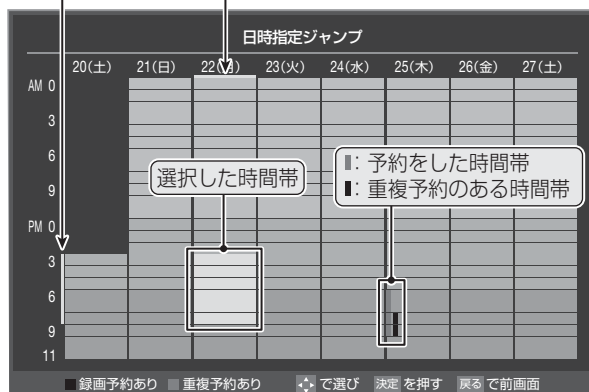 日時指定ジャンプ
20(土) 21(日) 22(月) 23(火) 24(水) 25(木) 26(金) 27(土)
AM 0
3
6
9
PM 0
3
6
9
11
選択した時間帯
:予約をした時間帯
:重複予約のある時間帯
録画予約あり 重複予約あり で選び 決定 を押す 戻る で前画面